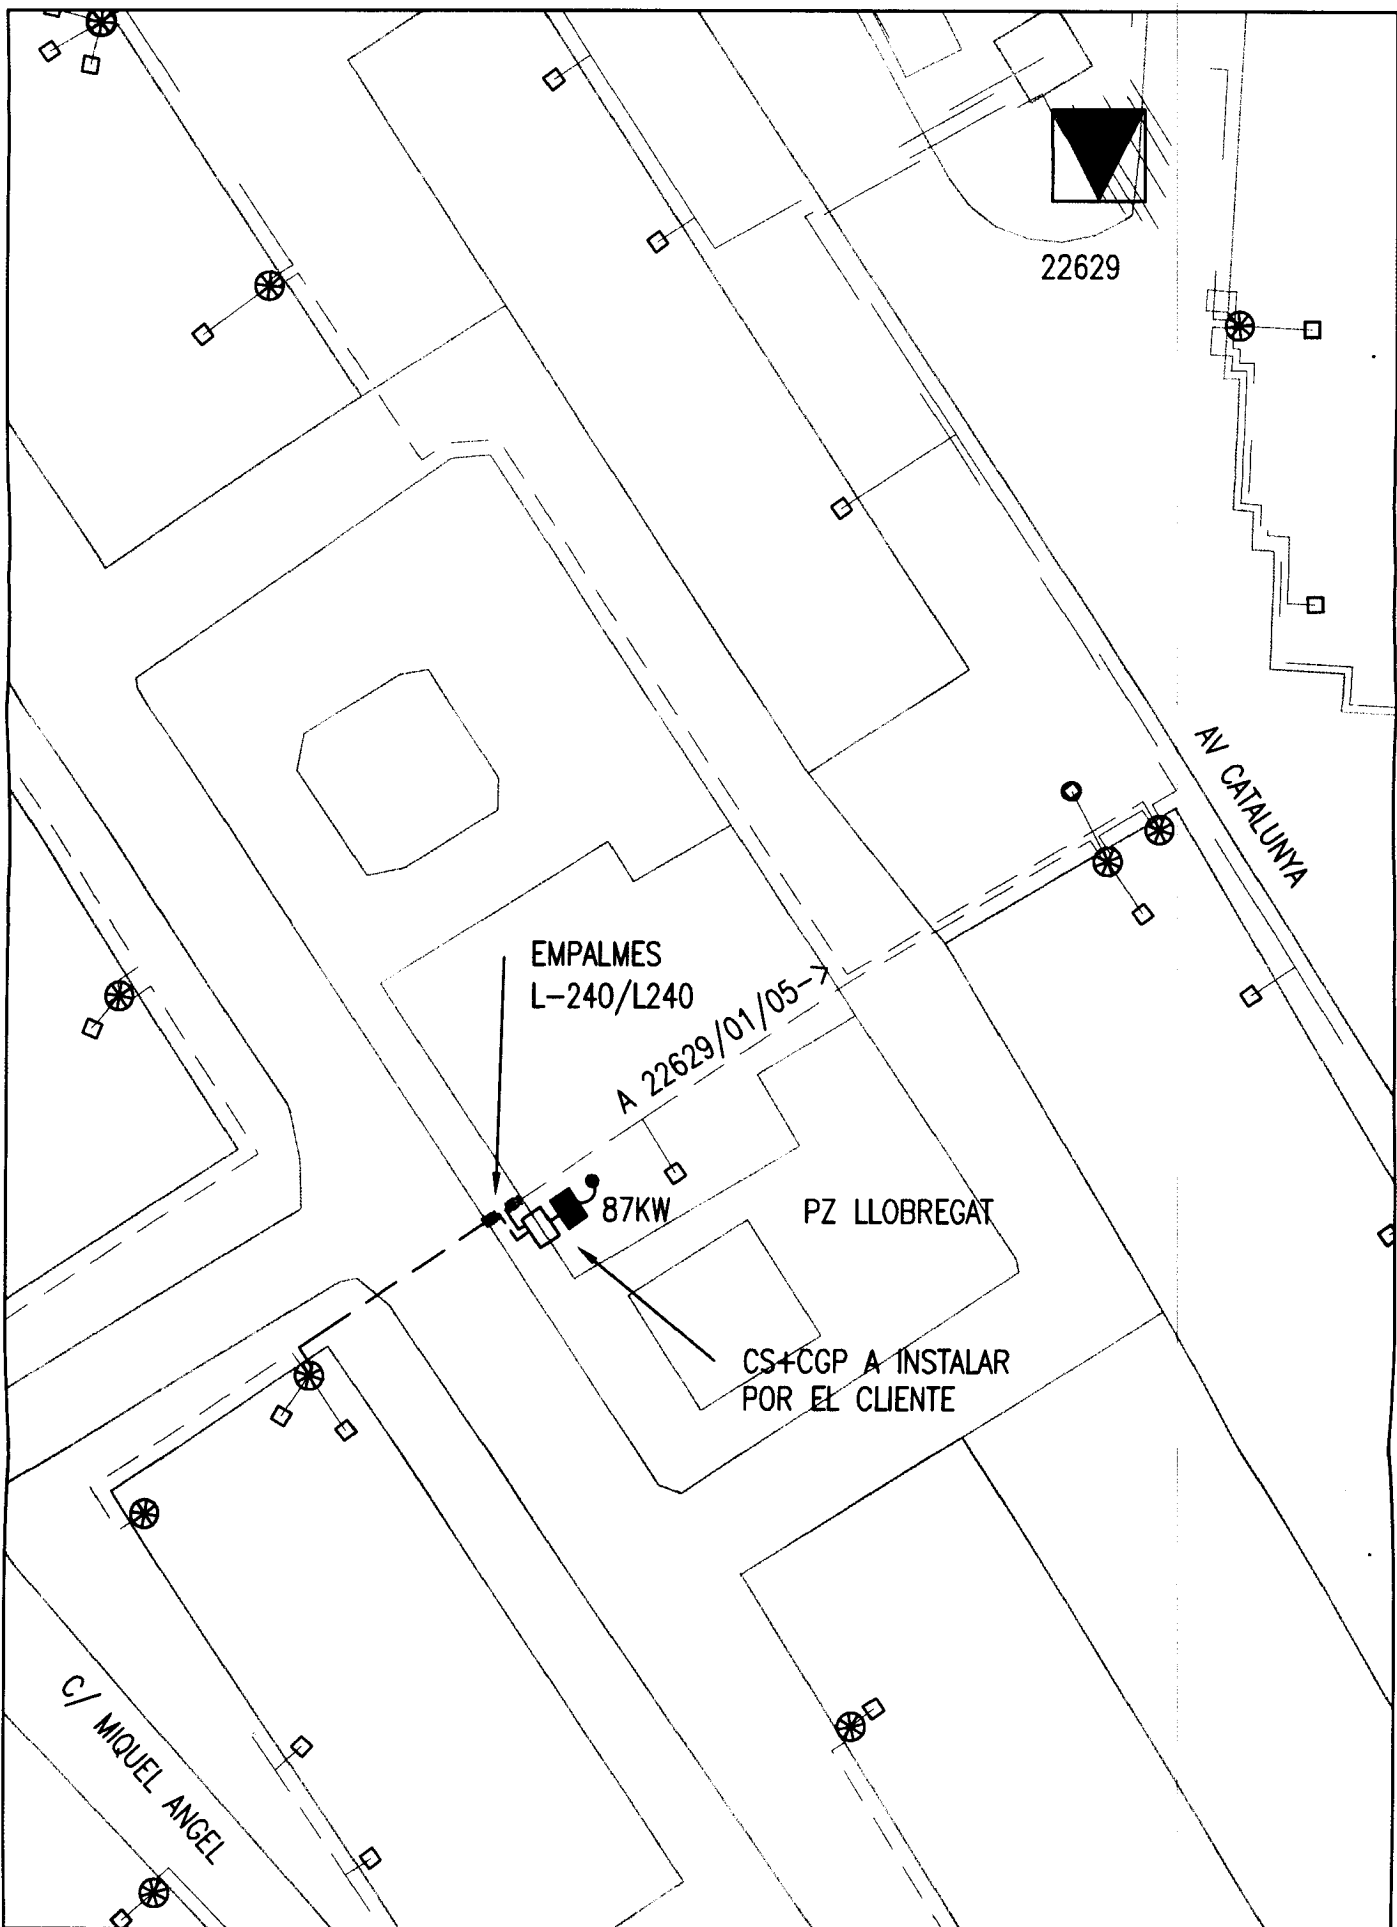 22629
AV CATALUNYA
EMPALMES
L-240/L240
A 22629/01/05->
87KW
PZ LLOBREGAT
CS+CGP A INSTALAR
POR EL CLIENTE
C/ MIQUEL ANGEL